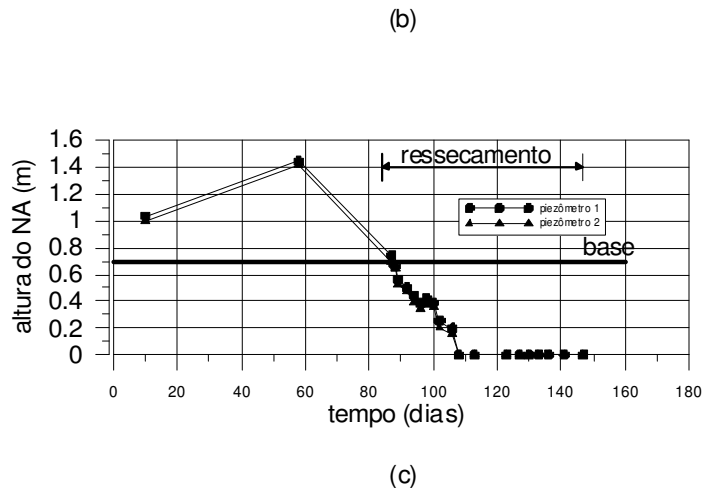 (b)
1.6
1.4
1.2
1
0.8
0.6
0.4
0.2
0
altura do NA (m)
ressecamento
piezômetro 1
piezômetro 2
base
0 20 40 60 80 100 120 140 160 180
tempo (dias)
(c)